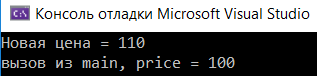 Консоль отладки Microsoft Visual Studio
Новая цена = 110
вызов из main, price = 100